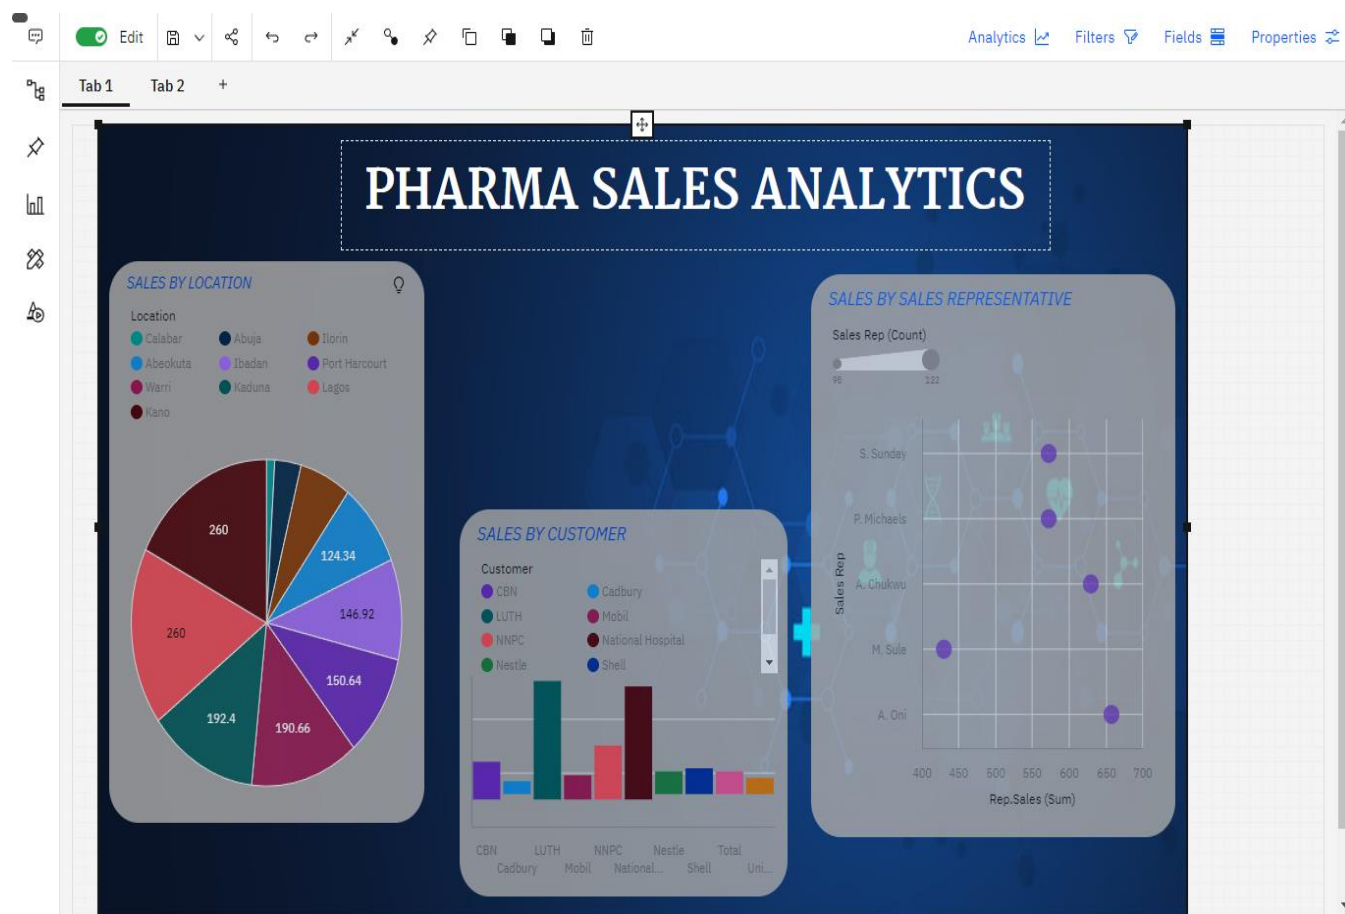 Edit
Analytics Filters Fields Properties
Tab 1 Tab 2 +
PHARMA SALES ANALYTICS
SALES BY LOCATION
Location
Calabar Abuja Ilorin
Abeokuta Ibadan Port Harcourt
Warri Kaduna Lagos
Kano
260
124.34
146.92
260
150.64
192.4
190.66
SALES BY CUSTOMER
Customer
CBN Cadbury
LUTH Mobil
NNPC National Hospital
Nestle Shell
CBN LUTH NNPC Nestle Total
Cadbury Mobil National... Shell Uni...
SALES BY SALES REPRESENTATIVE
Sales Rep (Count)
98 122
Sales Rep
S. Sunday
P. Michaels
A. Chukwu
M. Sule
A. Oni
400 450 500 550 600 650 700
Rep.Sales (Sum)